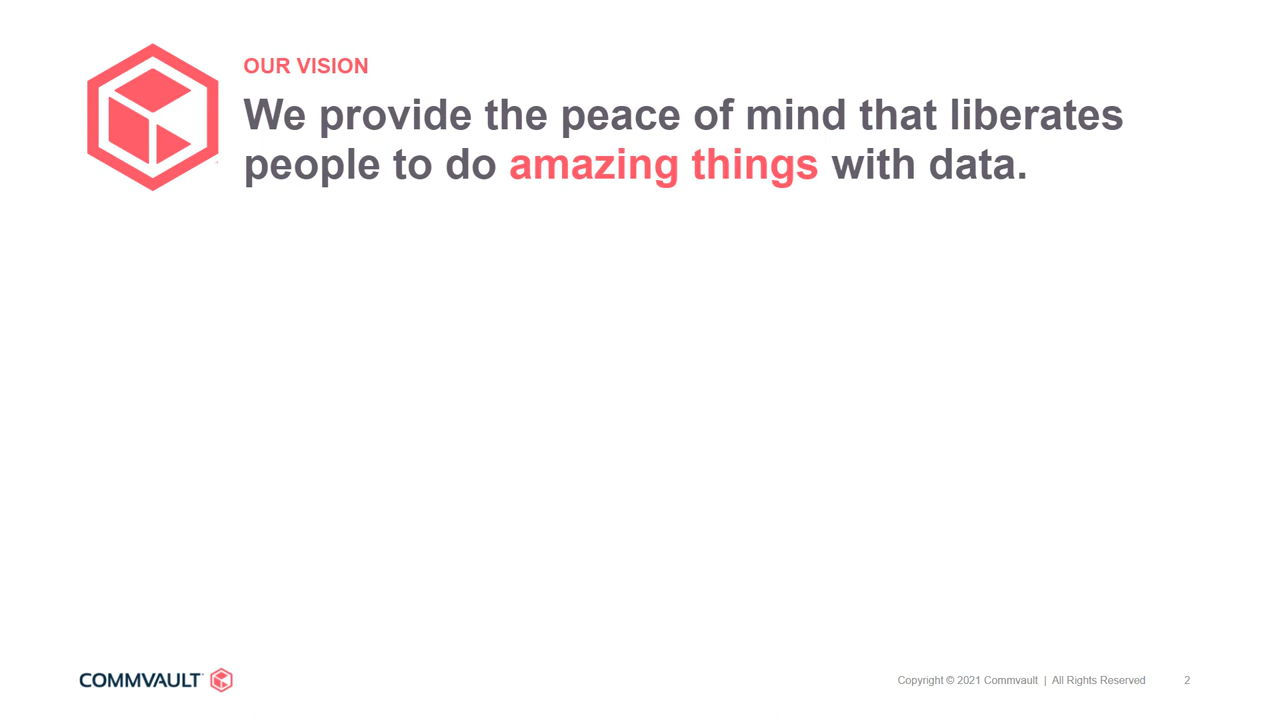 OUR VISION
We provide the peace of mind that liberates
people to do amazing things with data.
COMMVAULT
Copyright © 2021 Commvault | All Rights Reserved 2